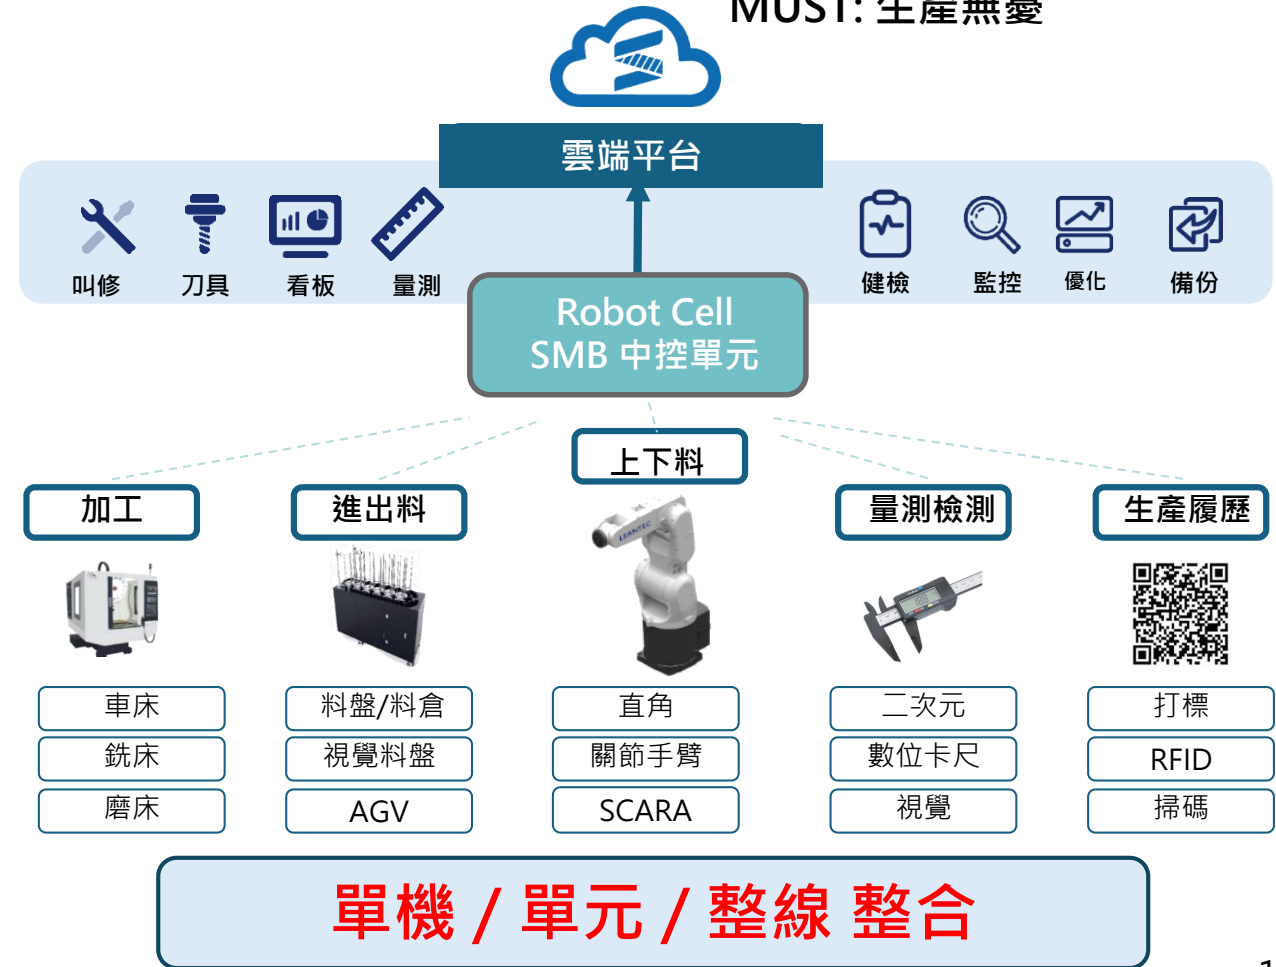 MUST: 生產無憂
雲端平台
叫修
刀具
看板
量測
健檢
監控
優化
備份
Robot Cell
SMB 中控單元
上下料
加工
進出料
量測檢測
生產履歷
LEANTEC
車床
料盤/料倉
直角
二次元
打標
銑床
視覺料盤
關節手臂
數位卡尺
RFID
磨床
AGV
SCARA
視覺
掃碼
單機 / 單元 / 整線 整合